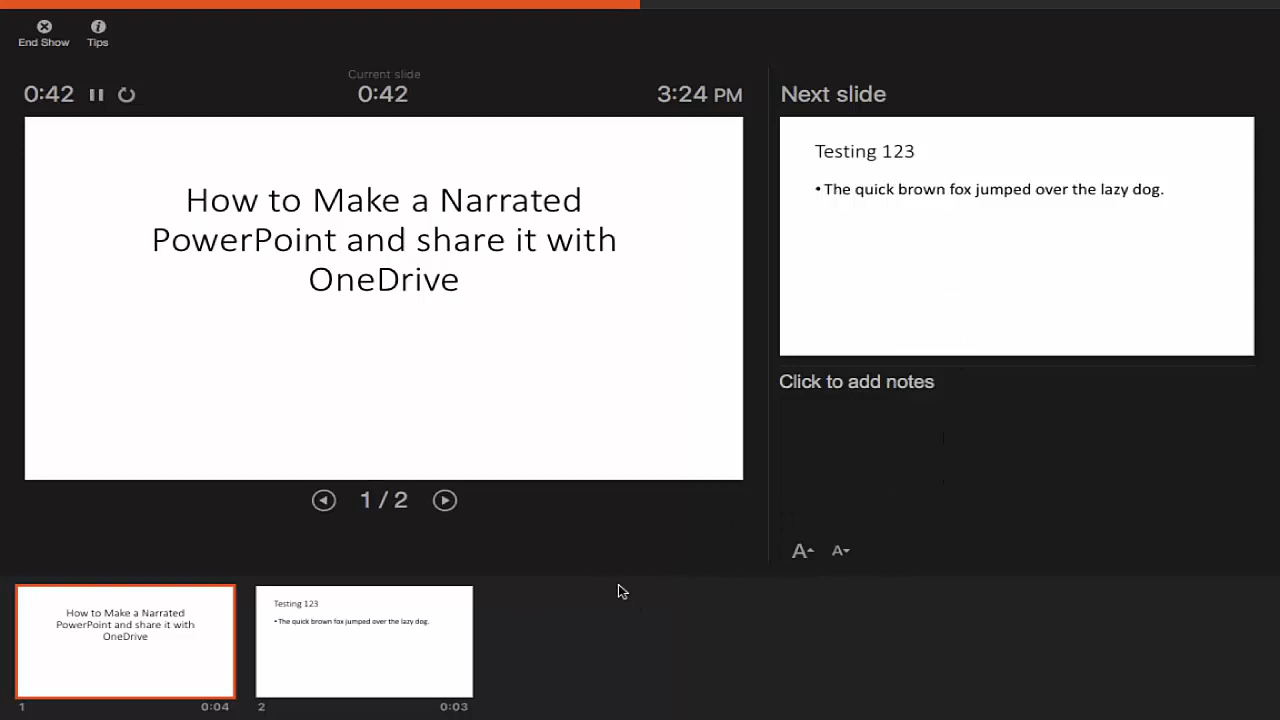 End Show
Tips
Current slide
0:42
0:42
3:24 PM
How to Make a Narrated
PowerPoint and share it with
OneDrive
1 / 2
Next slide
Testing 123
• The quick brown fox jumped over the lazy dog.
Click to add notes
A
A
How to Make a Narrated
PowerPoint and share it with
OneDrive
1
0:04
Testing 123
• The quick brown fox jumped over the lazy dog.
2
0:03